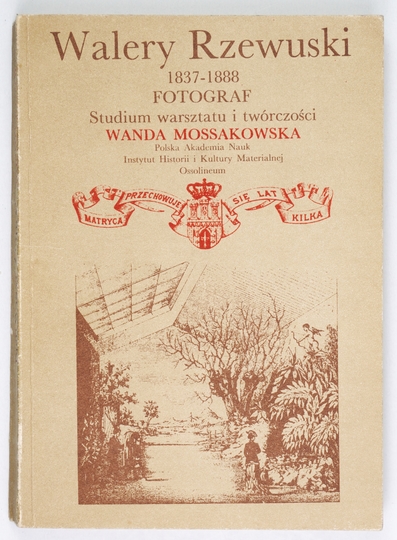 Walery Rzewuski
1837-1888
FOTOGRAF
Studium warsztatu i twórczości
WANDA MOSSAKOWSKA
Polska Akademia Nauk
Instytut Historii i Kultury Materialnej
Ossolineum
MATRYCA PRZECHOWUJE SIĘ LAT KILKA